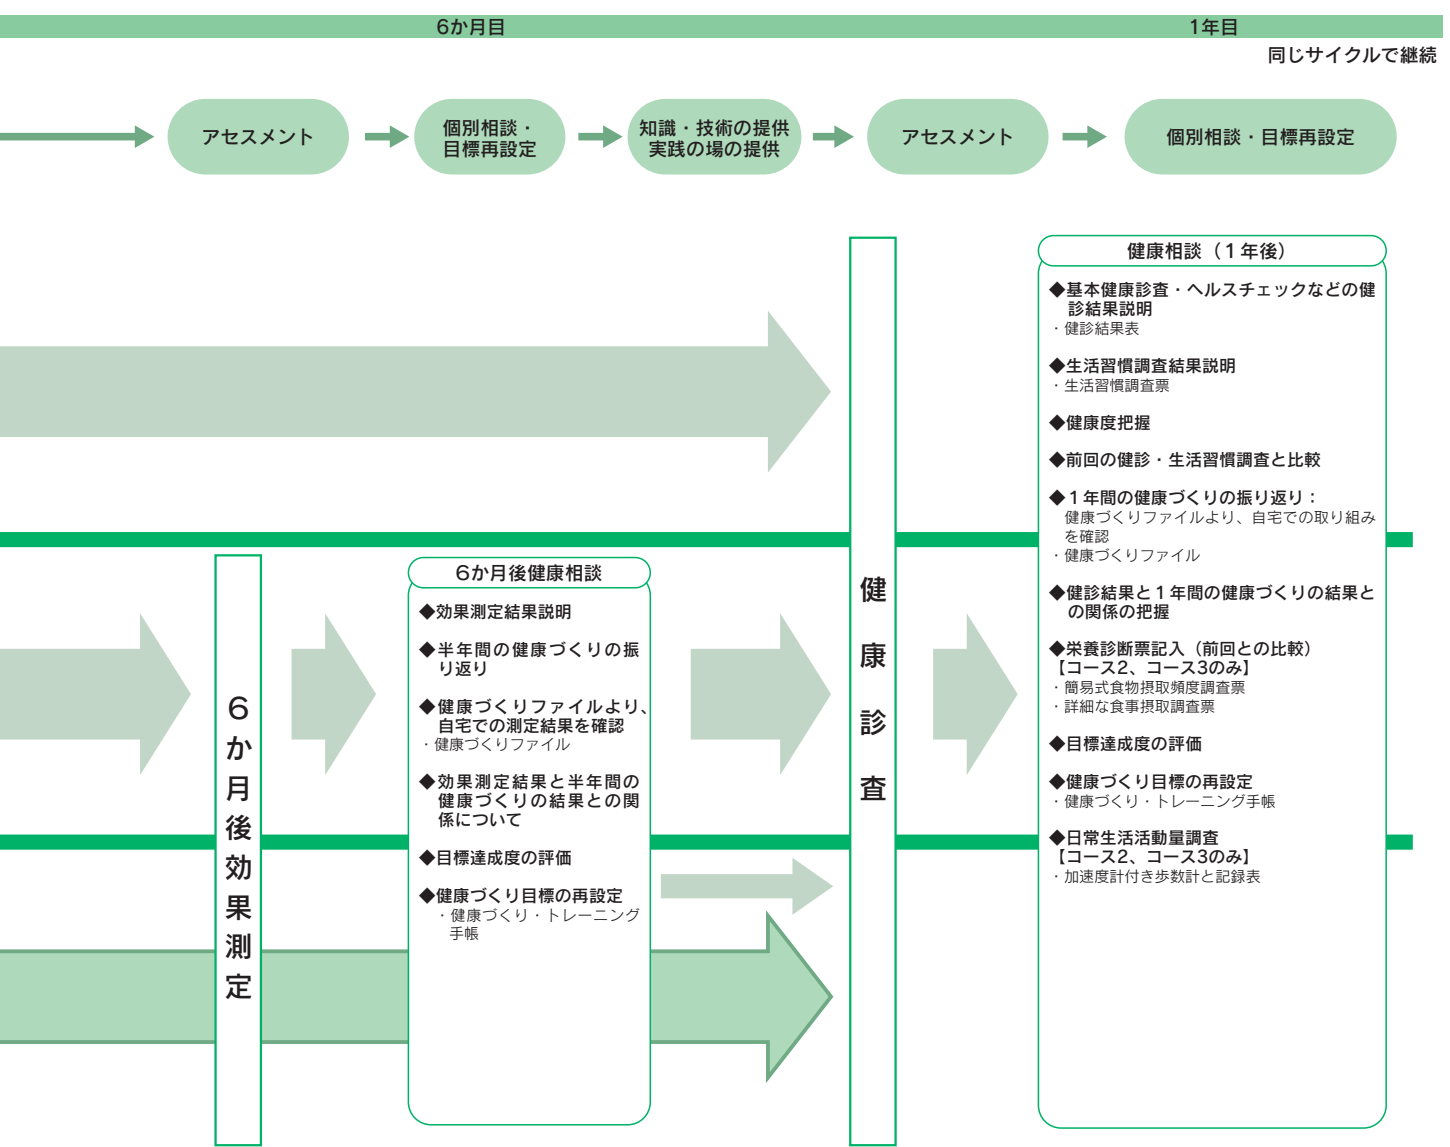 6か月目
1年目
同じサイクルで継続
アセスメント
個別相談・
目標再設定
知識・技術の提供
実践の場の提供
アセスメント
個別相談・目標再設定
6か月後効果測定
6か月後健康相談
◆効果測定結果説明
◆半年間の健康づくりの振
り返り
◆健康づくりファイルより、
自宅での測定結果を確認
・健康づくりファイル
◆効果測定結果と半年間の
健康づくりの結果との関
係について
◆目標達成度の評価
◆健康づくり目標の再設定
・健康づくり・トレーニング
手帳
健康診査
健康相談（1年後）
◆基本健康診査・ヘルスチェックなどの健
診結果説明
・健診結果表
◆生活習慣調査結果説明
・生活習慣調査票
◆健康度把握
◆前回の健診・生活習慣調査と比較
◆1年間の健康づくりの振り返り：
健康づくりファイルより、自宅での取り組み
を確認
・健康づくりファイル
◆健診結果と1年間の健康づくりの結果と
の関係の把握
◆栄養診断票記入（前回との比較）
【コース2、コース3のみ】
・簡易式食物摂取頻度調査票
・詳細な食事摂取調査票
◆目標達成度の評価
◆健康づくり目標の再設定
・健康づくり・トレーニング手帳
◆日常生活活動量調査
【コース2、コース3のみ】
・加速度計付き歩数計と記録表